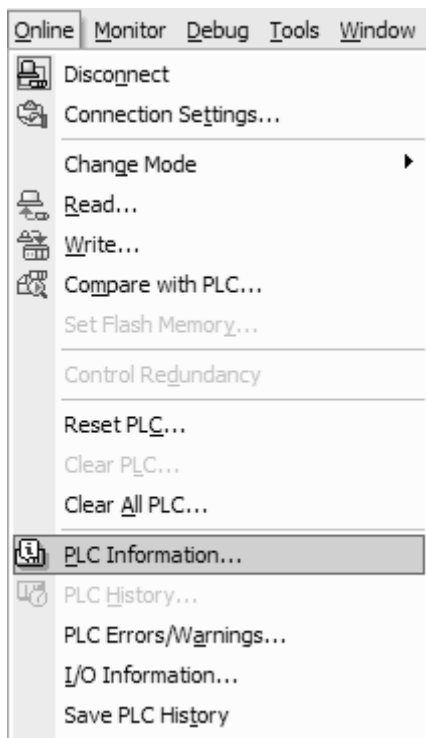 Online Monitor Debug Tools Window
Disconnect
Connection Settings...
Change Mode
Read...
Write...
Compare with PLC...
Set Flash Memory...
Control Redundancy
Reset PLC...
Clear PLC...
Clear All PLC...
PLC Information...
PLC History...
PLC Errors/Warnings...
I/O Information...
Save PLC History